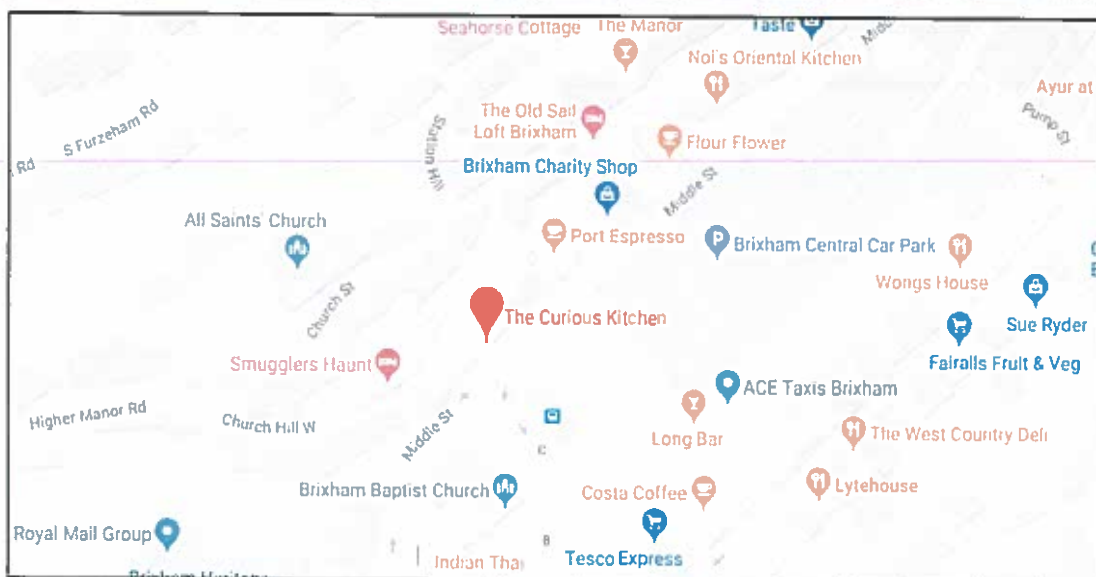 Seahorse Cottage
The Manor
Taste
Noi's Oriental Kitchen
Ayur at
S Furzeham Rd
Rd
Station Hill
The Old Sail
Loft Brixham
Flour Flower
Pump St
Brixham Charity Shop
Middle St
All Saints' Church
Port Espresso
P
Brixham Central Car Park
Wongs House
Church St
The Curious Kitchen
Sue Ryder
Fairalls Fruit & Veg
Smugglers Haunt
ACE Taxis Brixham
Higher Manor Rd
Church Hill W
Middle St
Long Bar
The West Country Deli
C
Brixham Baptist Church
Costa Coffee
Lytehouse
Royal Mail Group
B
Indian Thai
Tesco Express